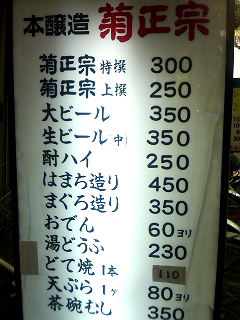 本醸造 菊正宗
菊正宗 特撰 300
菊正宗 上撰 250
大ビール 350
生ビール 中 350
酎ハイ 250
はまち造り 450
まぐろ造り 350
おでん 60ヨリ
湯どうふ 230
どて焼 1本 110
天ぷら 1ヶ 80ヨリ
茶碗むし 350